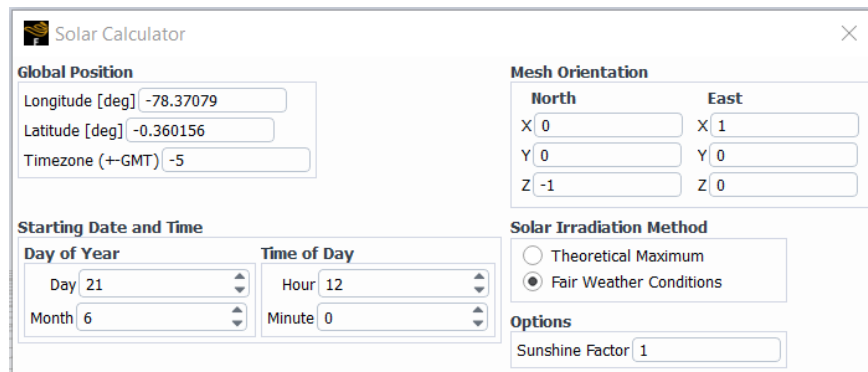 Solar Calculator
Global Position
Longitude [deg] -78.37079
Latitude [deg] -0.360156
Timezone (+-GMT) -5
Mesh Orientation
North East
X 0 X 1
Y 0 Y 0
Z -1 Z 0
Starting Date and Time
Day of Year Time of Day
Day 21 Hour 12
Month 6 Minute 0
Solar Irradiation Method
Theoretical Maximum
Fair Weather Conditions
Options
Sunshine Factor 1